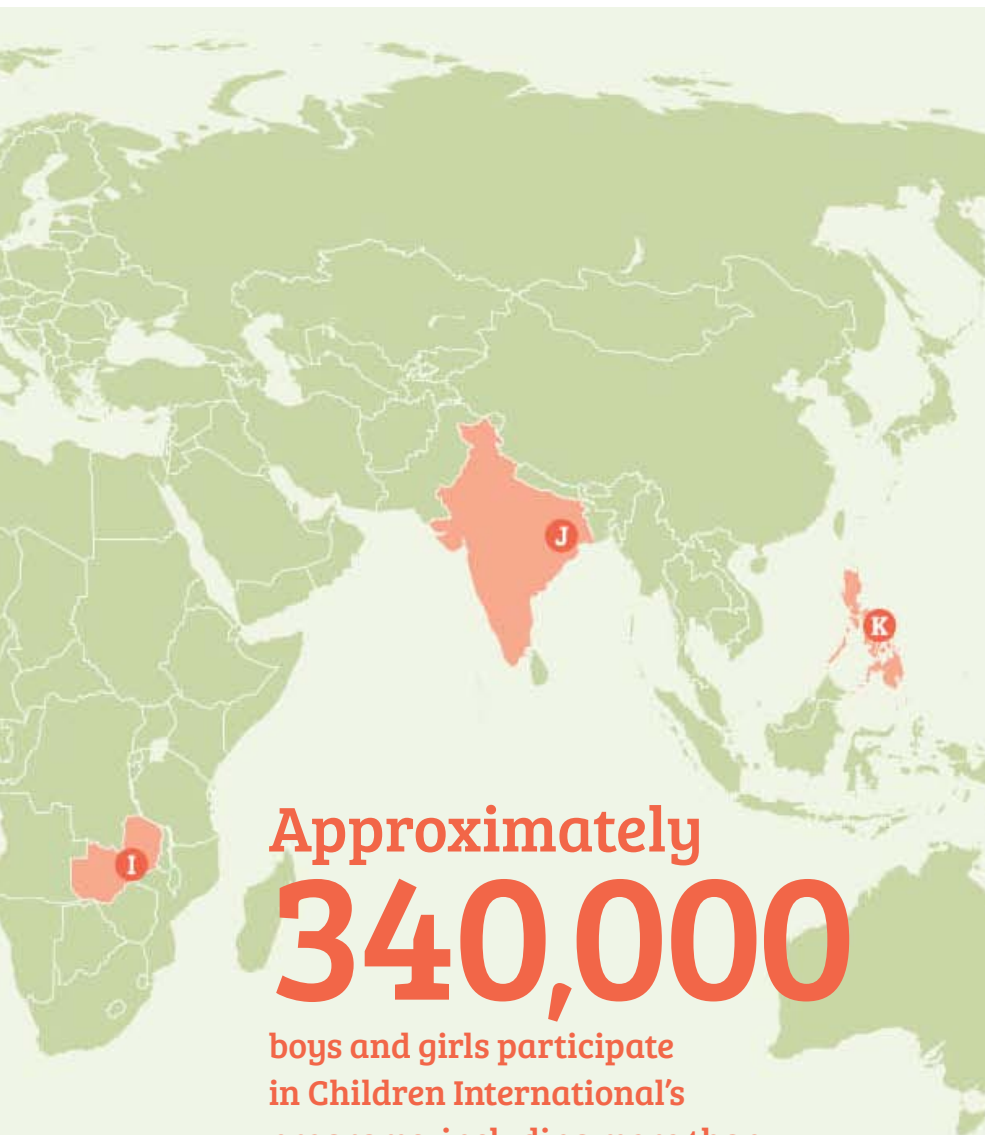 J
K
I
Approximately
340,000
boys and girls participate
in Children International's